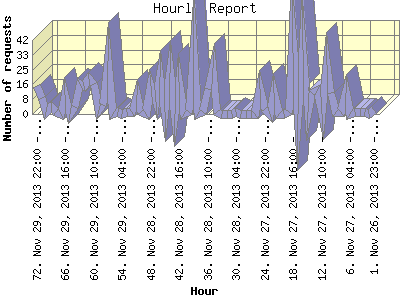 Hourly Report
Number of requests
42
32
25
16
8
0
72. Nov 29, 2013 22:00 -...
66. Nov 29, 2013 16:00 -...
60. Nov 29, 2013 10:00 -...
54. Nov 29, 2013 04:00 -...
48. Nov 28, 2013 22:00 -...
42. Nov 28, 2013 16:00 -...
36. Nov 28, 2013 10:00 -...
30. Nov 28, 2013 04:00 -...
24. Nov 27, 2013 22:00 -...
18. Nov 27, 2013 16:00 -...
12. Nov 27, 2013 10:00 -...
6. Nov 27, 2013 04:00 -...
1. Nov 26, 2013 23:00 -...
Hour